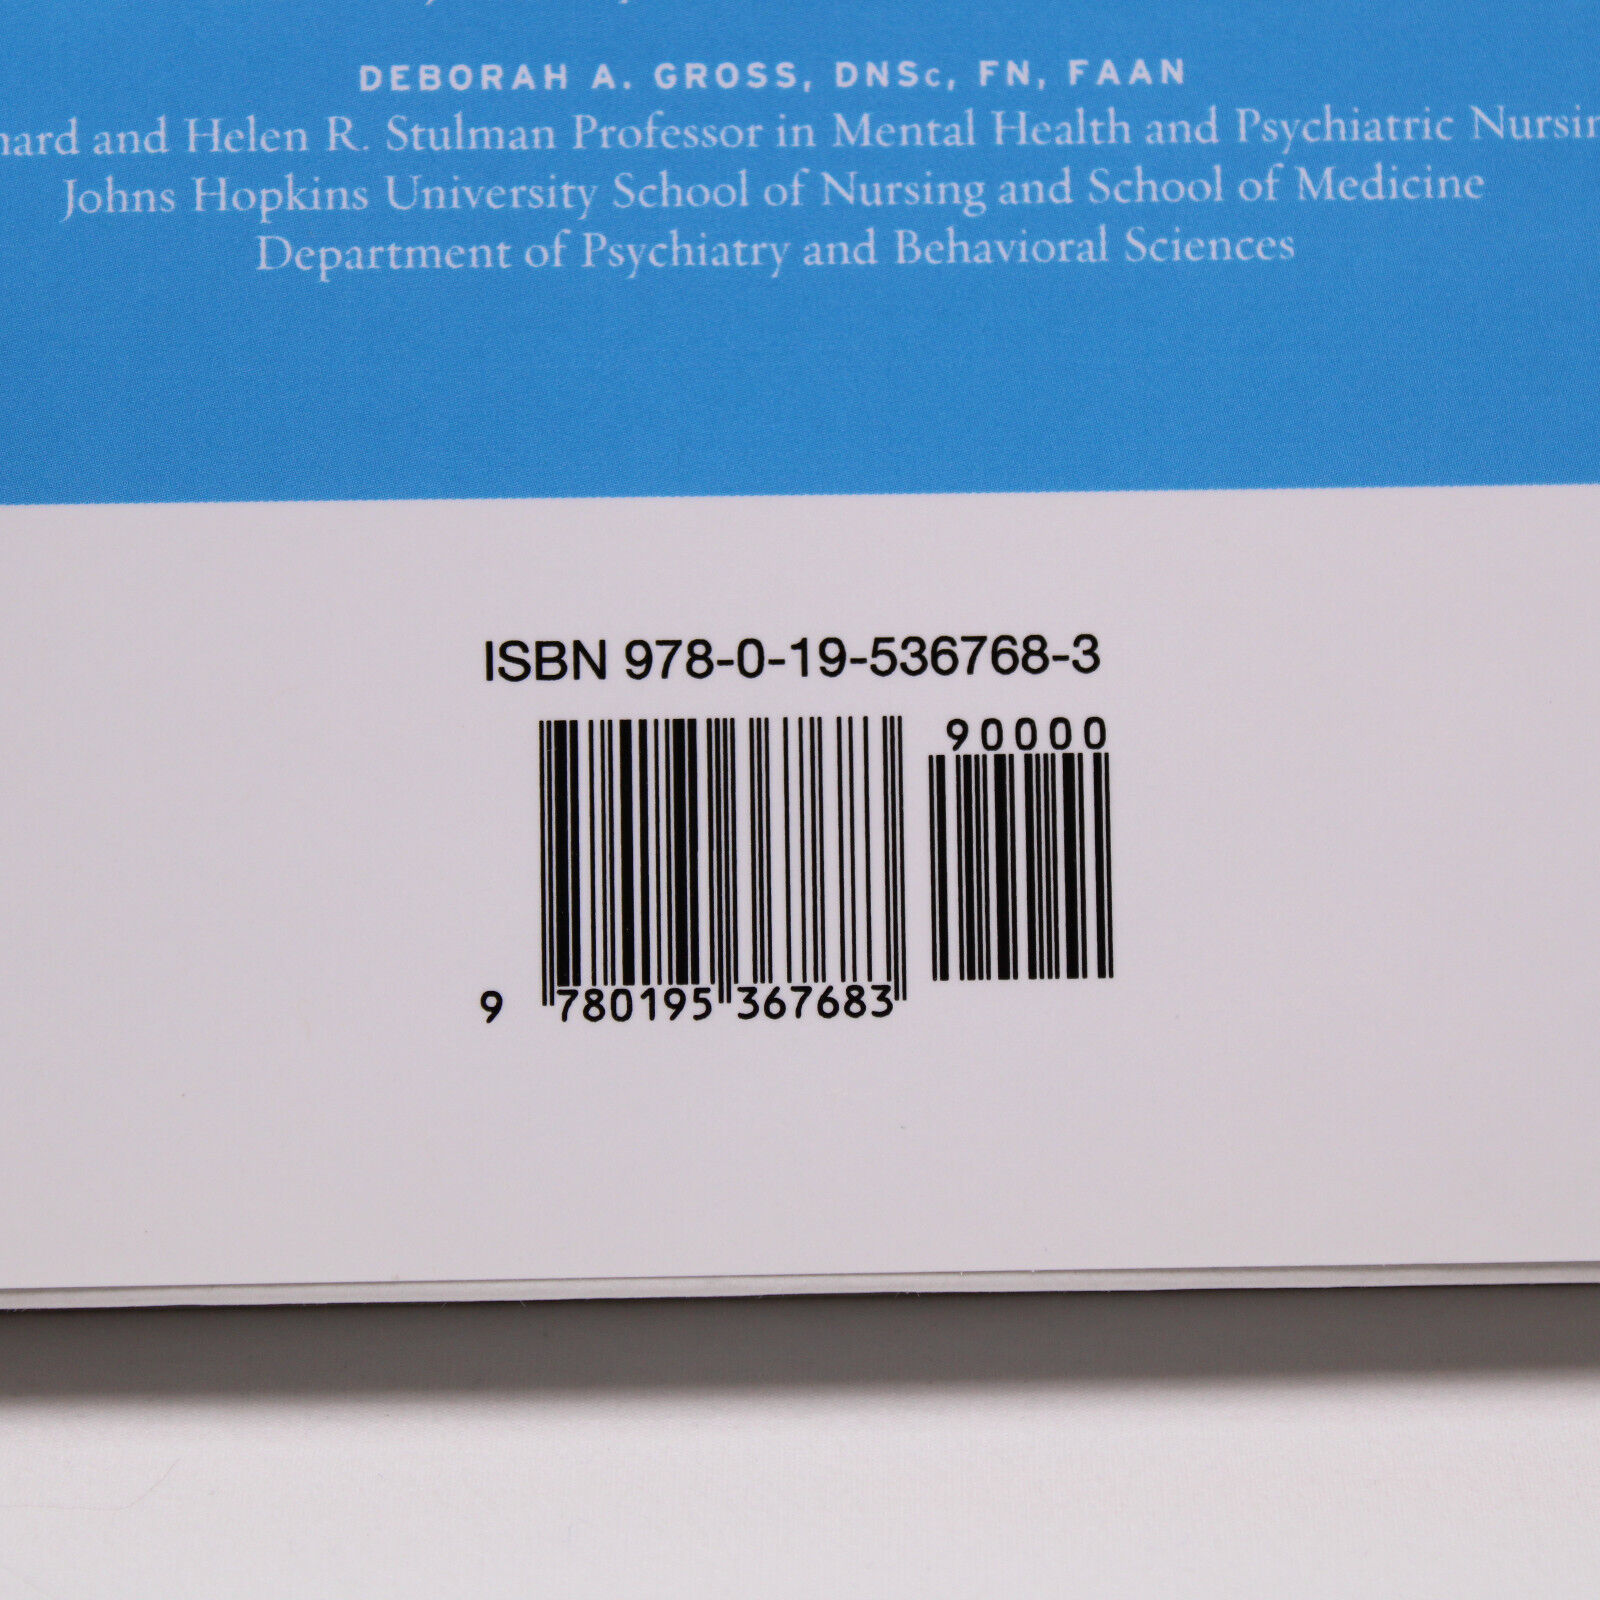 DEBORAH A. GROSS, DNSc, FN, FAAN
and Helen R. Stulman Professor in Mental Health and Psychiatric
Johns Hopkins University School of Nursing and School of Medicine
Department of Psychiatry and Behavioral Sciences
ISBN 978-0-19-536768-3
90000
9 780195 367683